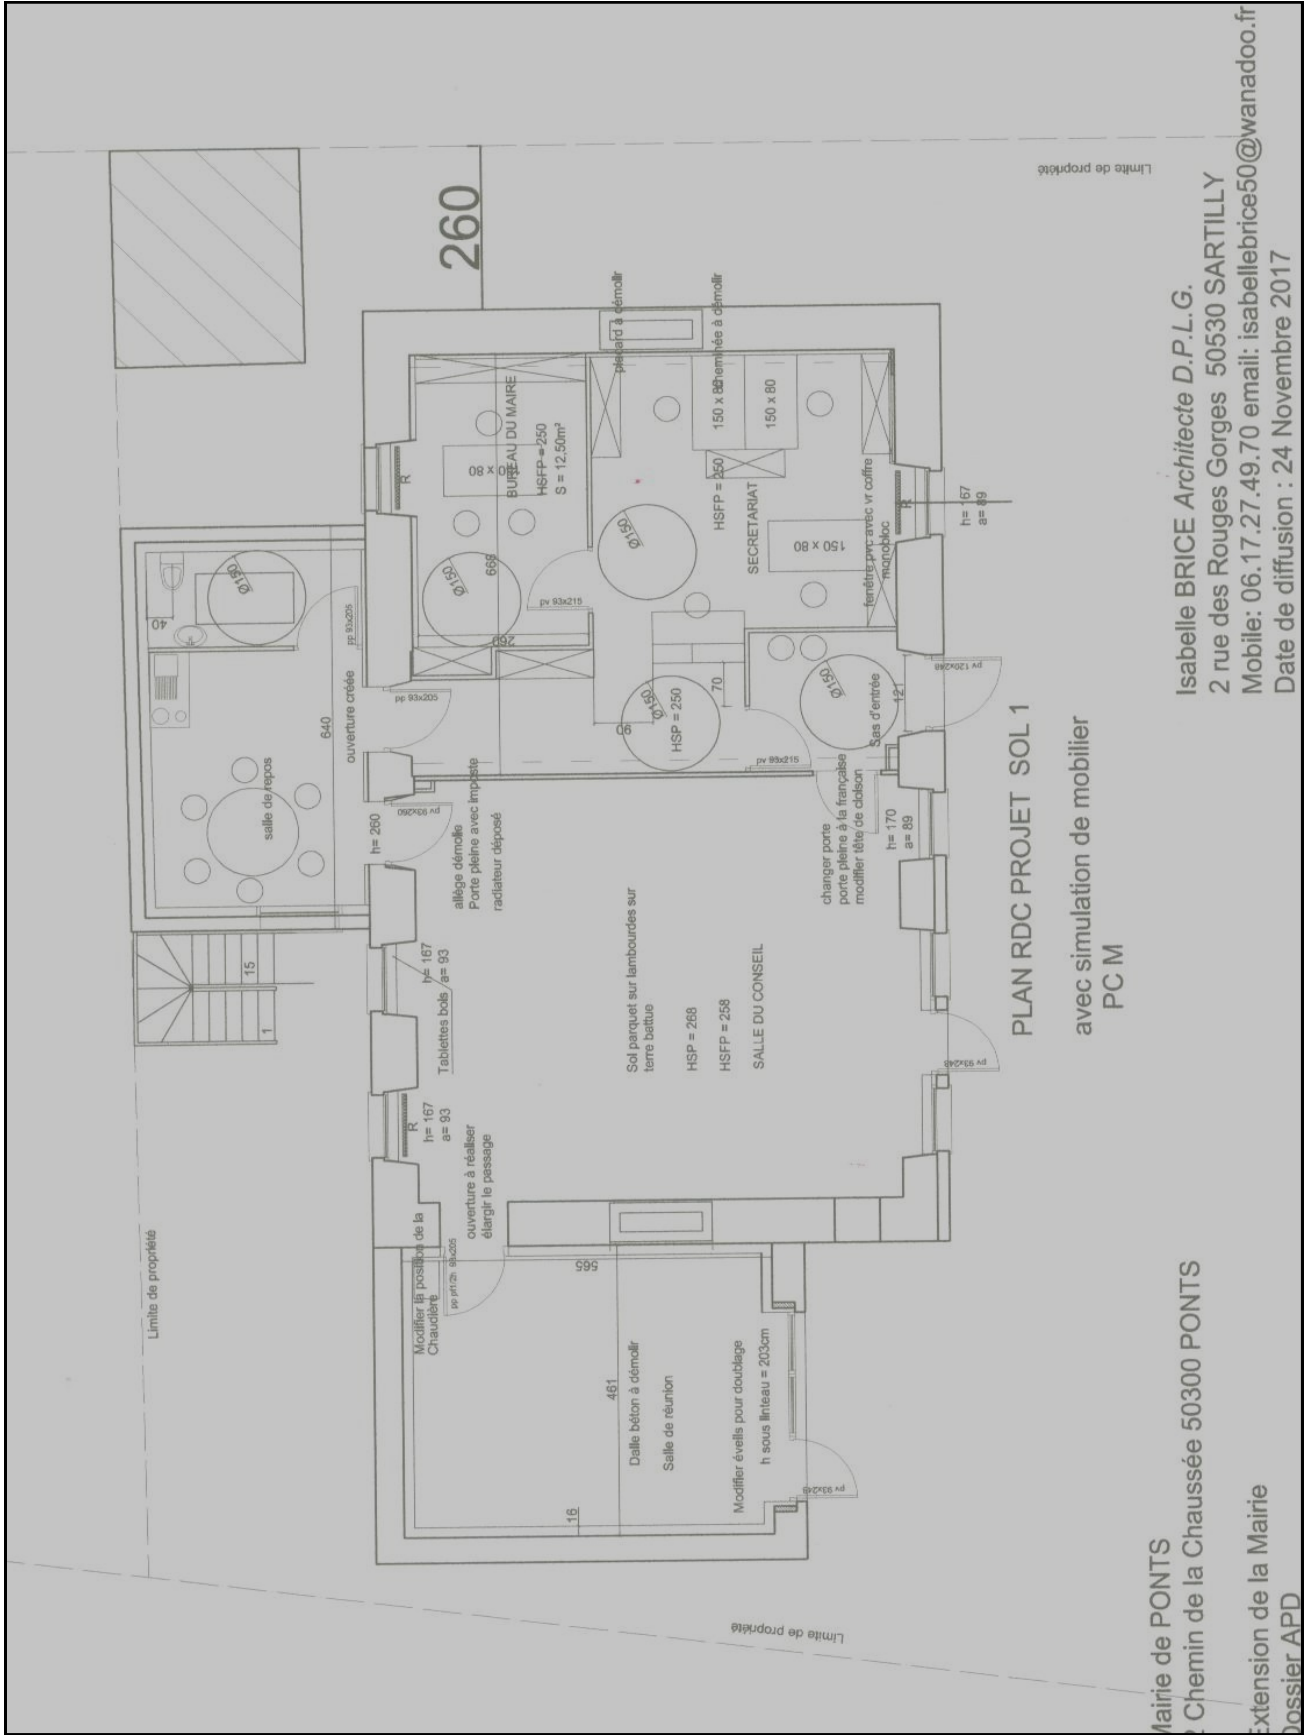 Limite de propriété
Limite de propriété
Limite de propriété
260
15
1
40
Ø150
pp 93x205
640
ouverture créée
salle de repos
h= 260
pv 93x260
pp 93x205
R
BUREAU DU MAIRE
150 x 80
HSFP = 250
S = 12,50m²
Ø150
669
260
pv 93x215
placard à démolir
cheminée à démolir
150 x 80
150 x 80
HSFP = 250
SECRETARIAT
Ø150
150 x 80
fenêtre pvc avec vr coffre
monobloc
R
h= 167
a= 89
Ø150
HSP = 250
90
70
pv 93x215
Ø150
Sas d'entrée
121
pv 120x248
allège démolie
Porte pleine avec imposte
radiateur déposé
changer porte
porte pleine à la française
modifier tête de cloison
h= 170
a= 89
h= 167
a= 93
Tablettes bois
R
h= 167
a= 93
Sol parquet sur lambourdes sur
terre battue
HSP = 268
HSFP = 258
SALLE DU CONSEIL
pv 93x248
ouverture à réaliser
élargir le passage
Modifier la position de la
Chaudière
pp pf1/2h 93x205
565
461
16
Dalle béton à démolir
Salle de réunion
Modifier éveils pour doublage
h sous linteau = 203cm
pv 93x248
PLAN RDC PROJET SOL 1
avec simulation de mobilier
PC M
Isabelle BRICE Architecte D.P.L.G.
2 rue des Rouges Gorges 50530 SARTILLY
Mobile: 06.17.27.49.70 email: isabellebrice50@wanadoo.fr
Date de diffusion : 24 Novembre 2017
Mairie de PONTS
2 Chemin de la Chaussée 50300 PONTS
Extension de la Mairie
Dossier APD